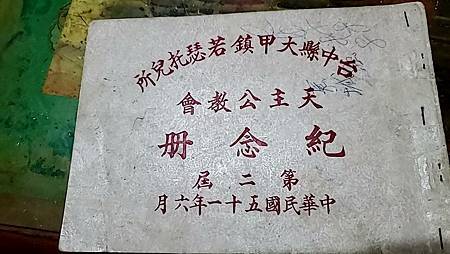 台中縣大甲鎮若瑟托兒所
天主公教會
紀念册
第二屆
中華民國五十一年六月